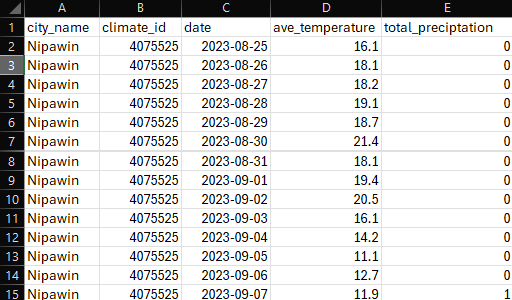 A B C D E
1 city_name climate_id date ave_temperature total_preciptation
2 Nipawin 4075525 2023-08-25 16.1 0
3 Nipawin 4075525 2023-08-26 18.1 0
4 Nipawin 4075525 2023-08-27 18.2 0
5 Nipawin 4075525 2023-08-28 19.1 0
6 Nipawin 4075525 2023-08-29 18.7 0
7 Nipawin 4075525 2023-08-30 21.4 0
8 Nipawin 4075525 2023-08-31 18.1 0
9 Nipawin 4075525 2023-09-01 19.4 0
10 Nipawin 4075525 2023-09-02 20.5 0
11 Nipawin 4075525 2023-09-03 16.1 0
12 Nipawin 4075525 2023-09-04 14.2 0
13 Nipawin 4075525 2023-09-05 11.1 0
14 Nipawin 4075525 2023-09-06 12.7 0
15 Nipawin 4075525 2023-09-07 11.9 1